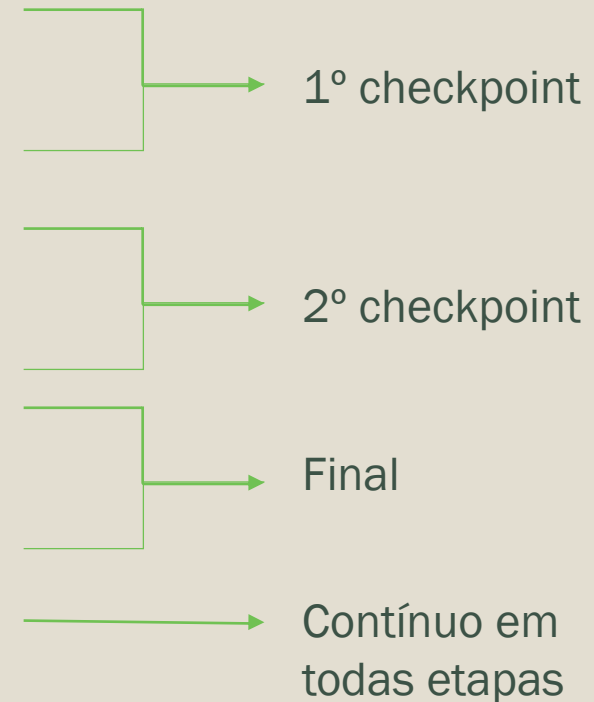 1º checkpoint
2º checkpoint
Final
Contínuo em
todas etapas